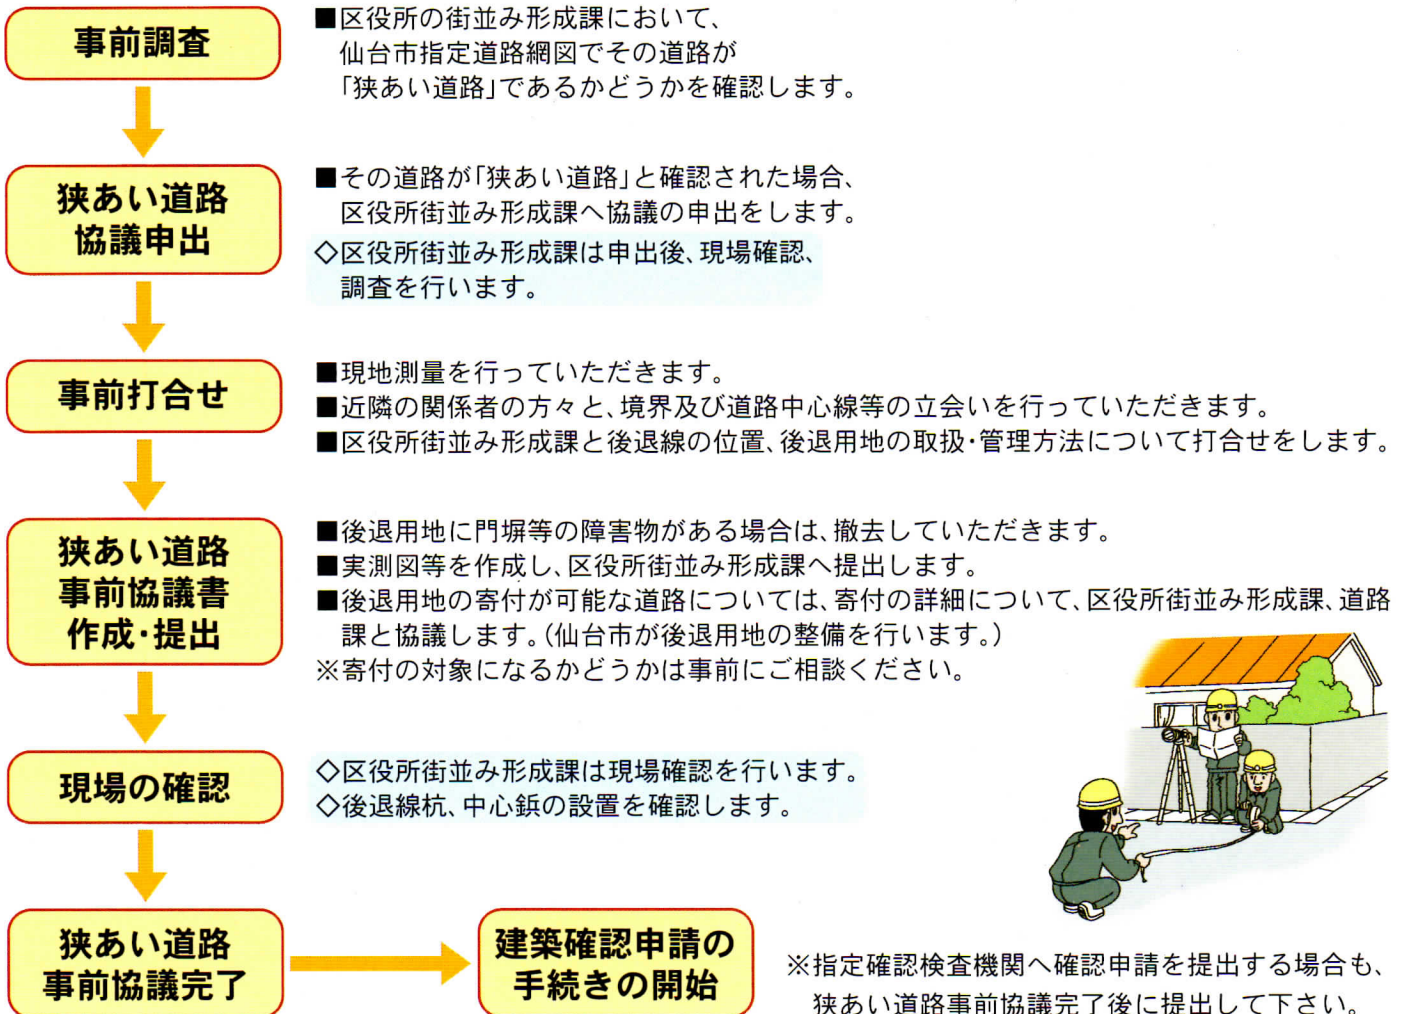 事前調査
■区役所の街並み形成課において、
仙台市指定道路網図でその道路が
「狭あい道路」であるかどうかを確認します。
狭あい道路
協議申出
■その道路が「狭あい道路」と確認された場合、
区役所街並み形成課へ協議の申出をします。
◇区役所街並み形成課は申出後、現場確認、
調査を行います。
事前打合せ
■現地測量を行っていただきます。
■近隣の関係者の方々と、境界及び道路中心線等の立会いを行っていただきます。
■区役所街並み形成課と後退線の位置、後退用地の取扱・管理方法について打合せをします。
狭あい道路
事前協議書
作成・提出
■後退用地に門塀等の障害物がある場合は、撤去していただきます。
■実測図等を作成し、区役所街並み形成課へ提出します。
■後退用地の寄付が可能な道路については、寄付の詳細について、区役所街並み形成課、道路
課と協議します。(仙台市が後退用地の整備を行います。)
※寄付の対象になるかどうかは事前にご相談ください。
現場の確認
◇区役所街並み形成課は現場確認を行います。
◇後退線杭、中心鋲の設置を確認します。
狭あい道路
事前協議完了
建築確認申請の
手続きの開始
※指定確認検査機関へ確認申請を提出する場合も、
狭あい道路事前協議完了後に提出して下さい。